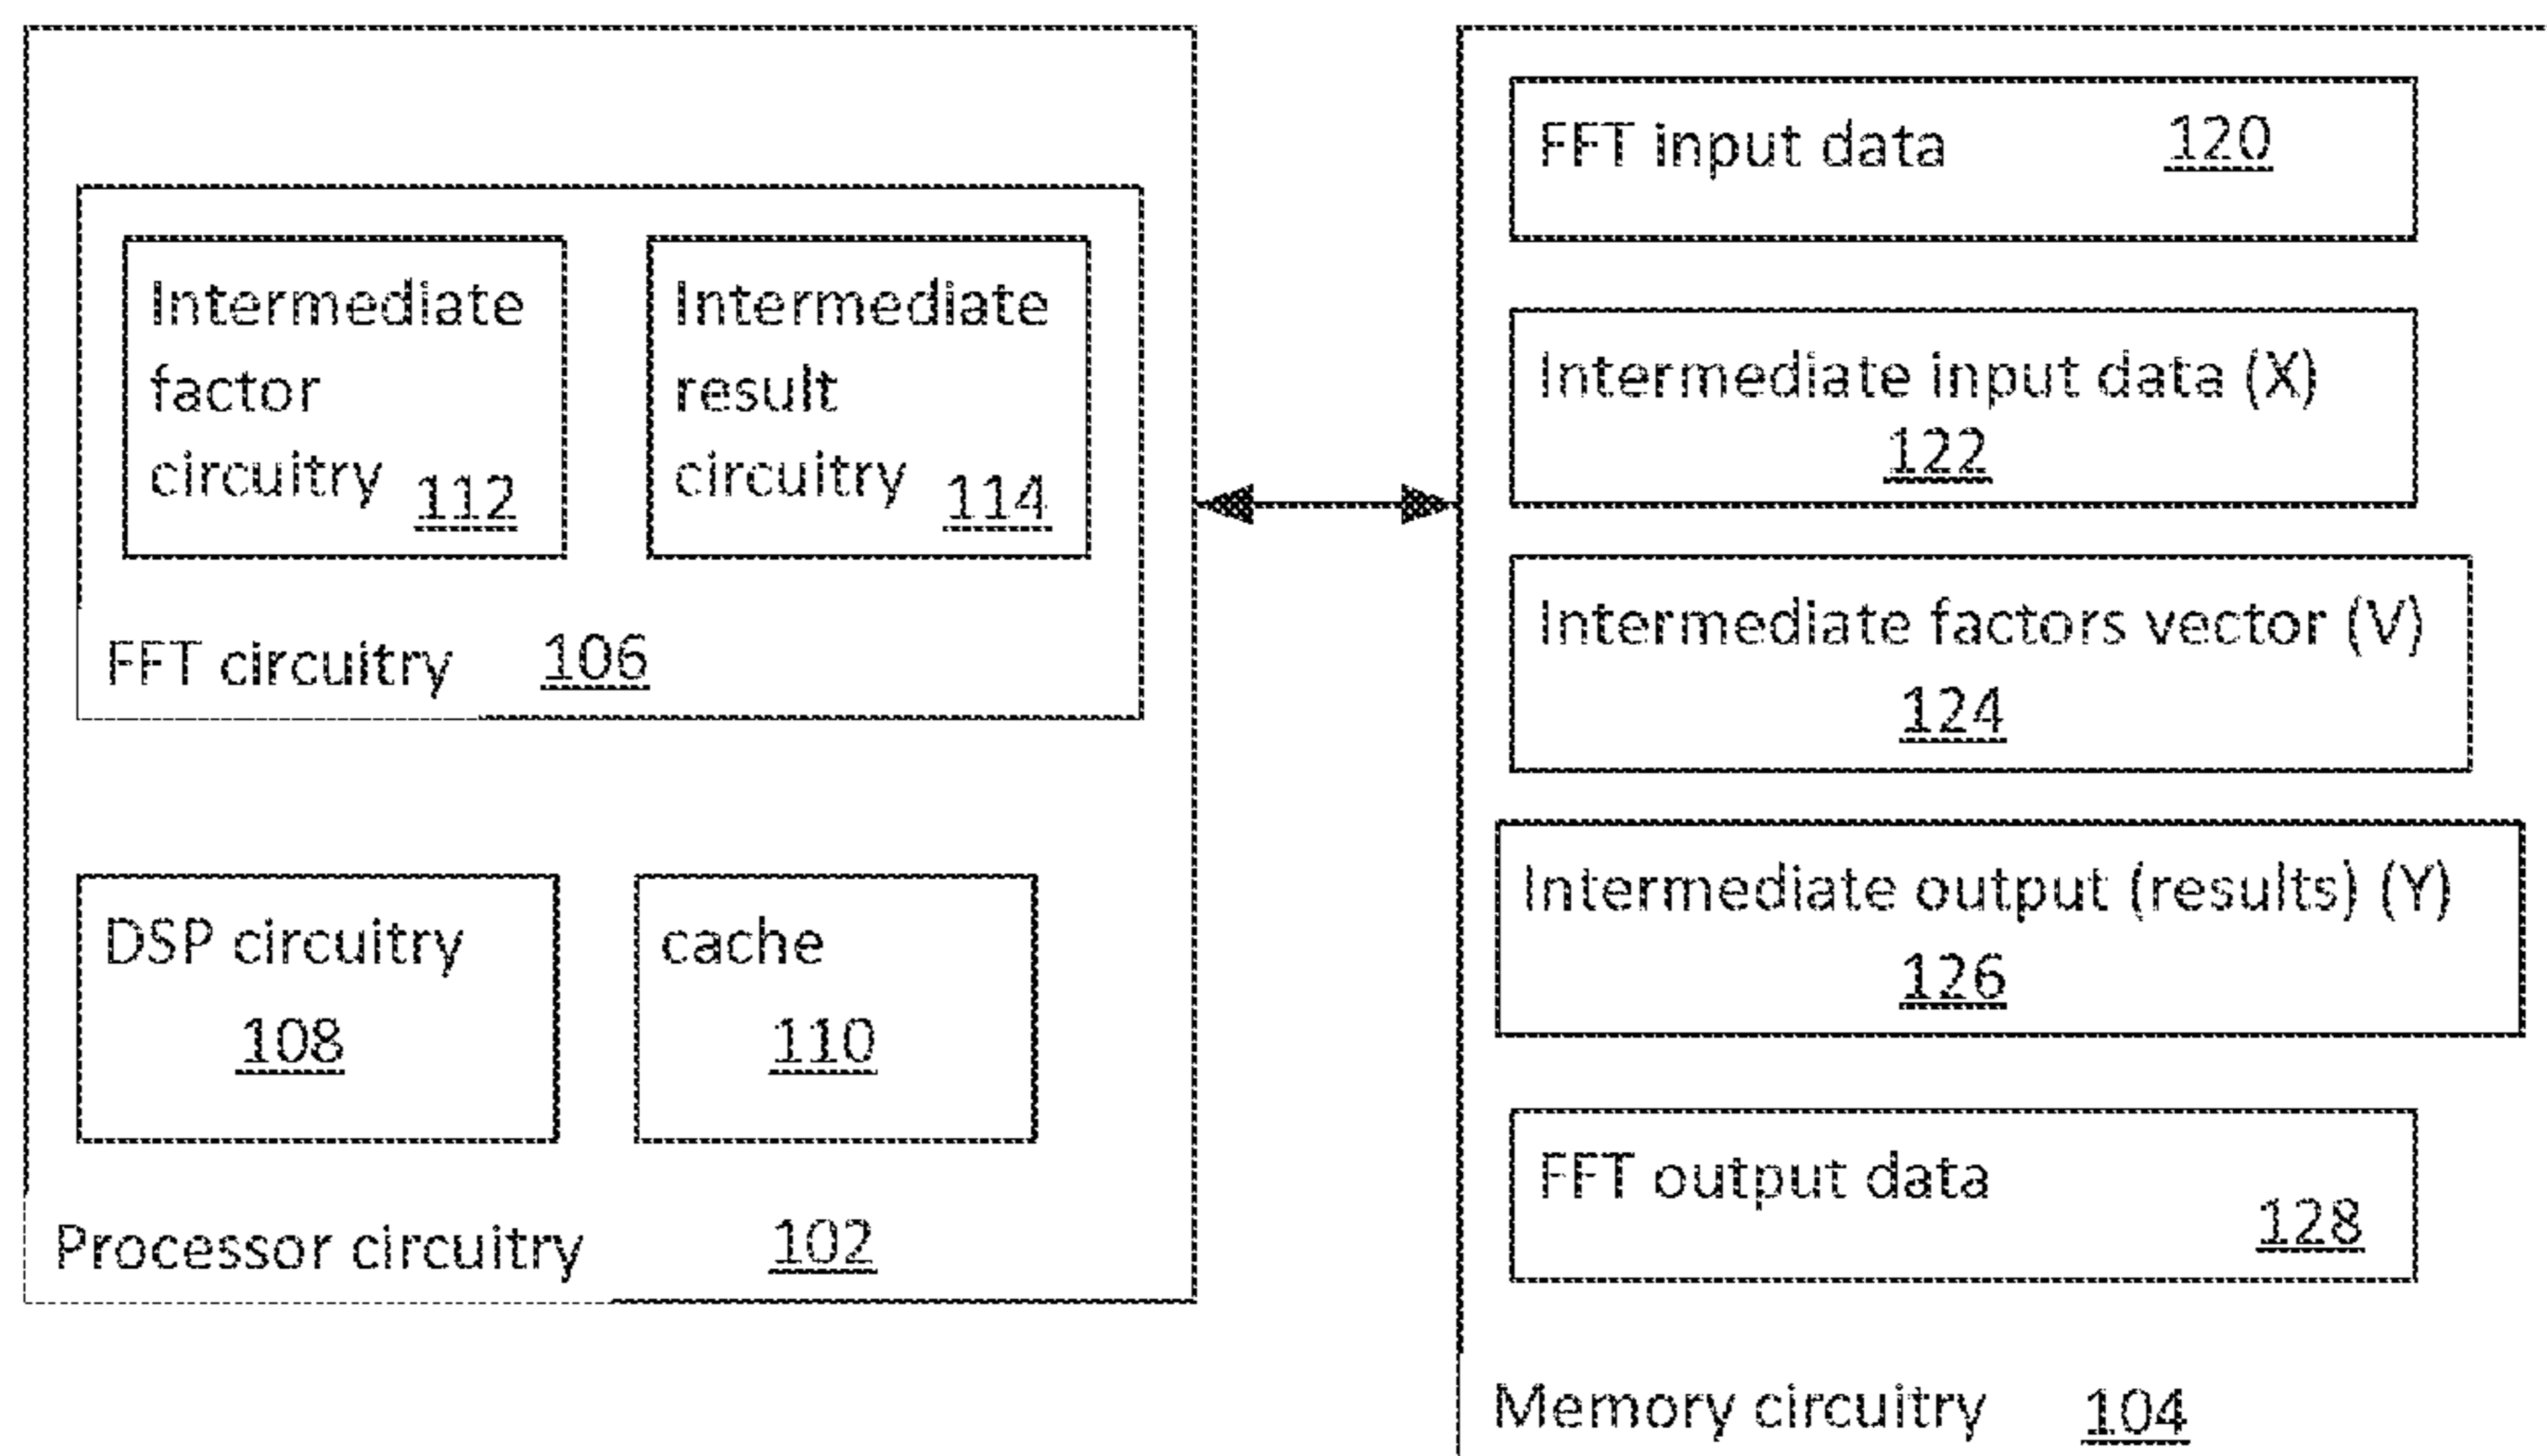 Intermediate
factor
circuitry 112
Intermediate
result
circuitry 114
FFT circuitry 106
DSP circuitry
108
cache
110
Processor circuitry 102
FFT input data 120
Intermediate input data (X)
122
Intermediate factors vector (V)
124
Intermediate output (results) (Y)
126
FFT output data
128
Memory circuitry 104